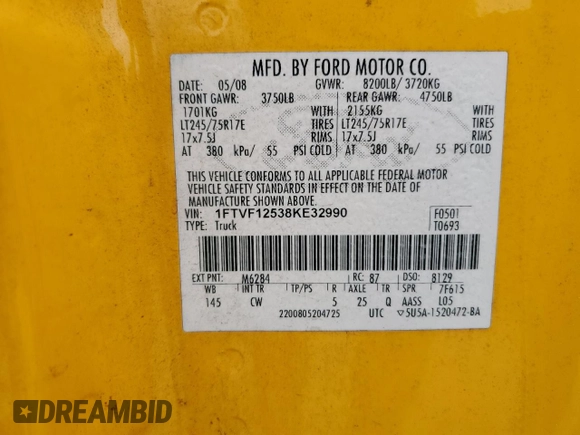 MFD. BY FORD MOTOR CO.
DATE: 05/08 GVWR: 8200LB/ 3720KG
FRONT GAWR: 3750LB REAR GAWR: 4750LB
1701KG WITH 2155KG WITH
LT245/75R17E TIRES LT245/75R17E TIRES
17x7.5J RIMS 17x7.5J RIMS
AT 380 kPa/ 55 PSI COLD AT 380 kPa/ 55 PSI COLD
THIS VEHICLE CONFORMS TO ALL APPLICABLE FEDERAL MOTOR
VEHICLE SAFETY STANDARDS IN EFFECT ON THE DATE OF
MANUFACTURE SHOWN ABOVE.
VIN: 1FTVF12538KE32990 F0501
TYPE: Truck T0693
EXT PNT: M6284 RC: 87 DSO: 8129
WB INT TR TP/PS R AXLE TR SPR 7F615
145 CW 5 25 Q AASS L05
2200805204725 UTC ▽5U5A-1520472-BA
DREAMBID